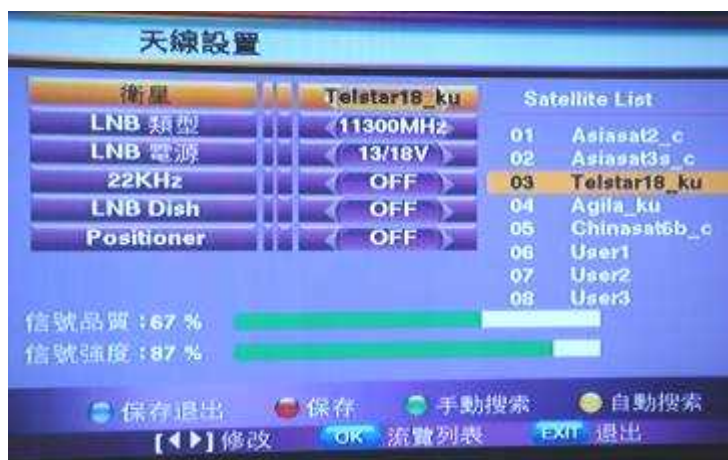 天線設置
衛星 Telstar18_ku
LNB 類型 11300MHz
LNB 電源 13/18V
22KHz OFF
LNB Dish OFF
Positioner OFF
Satellite List
01 Asiasat2_c
02 Asiasat3s_c
03 Telstar18_ku
04 Agila_ku
05 Chinasat6b_c
06 User1
07 User2
08 User3
信號品質:67 %
信號強度:87 %
保存退出 保存 手動搜索 自動搜索
[◀ ▶] 修改 OK 流覽列表 EXIT 退出